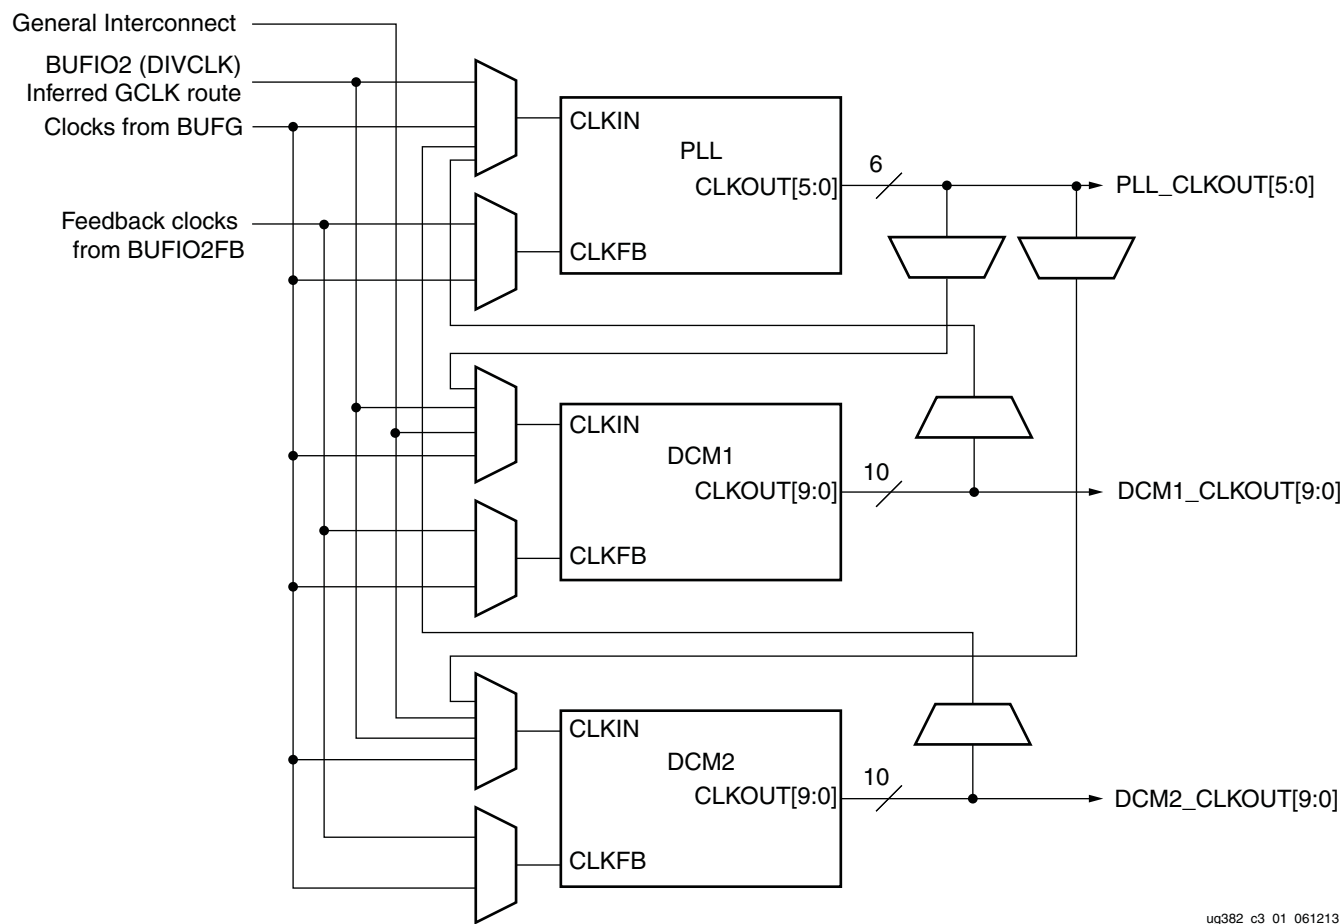 General Interconnect
BUFIO2 (DIVCLK)
Inferred GCLK route
Clocks from BUFG
Feedback clocks
from BUFIO2FB
CLKIN
PLL
CLKOUT[5:0]
CLKFB
6
PLL_CLKOUT[5:0]
CLKIN
DCM1
CLKOUT[9:0]
CLKFB
10
DCM1_CLKOUT[9:0]
CLKIN
DCM2
CLKOUT[9:0]
CLKFB
10
DCM2_CLKOUT[9:0]
ug382_c3_01_061213